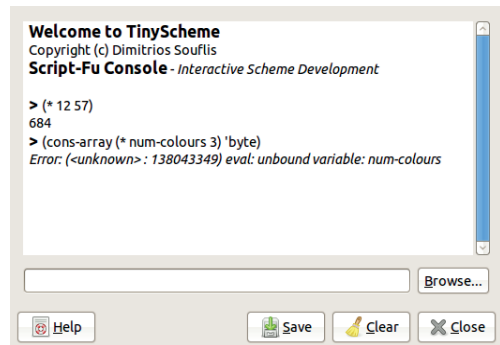 Welcome to TinyScheme
Copyright (c) Dimitrios Souflis
Script-Fu Console - Interactive Scheme Development
> (* 12 57)
684
> (cons-array (* num-colours 3) 'byte)
Error: (<unknown> : 138043349) eval: unbound variable: num-colours
Browse...
Help
Save
Clear
Close